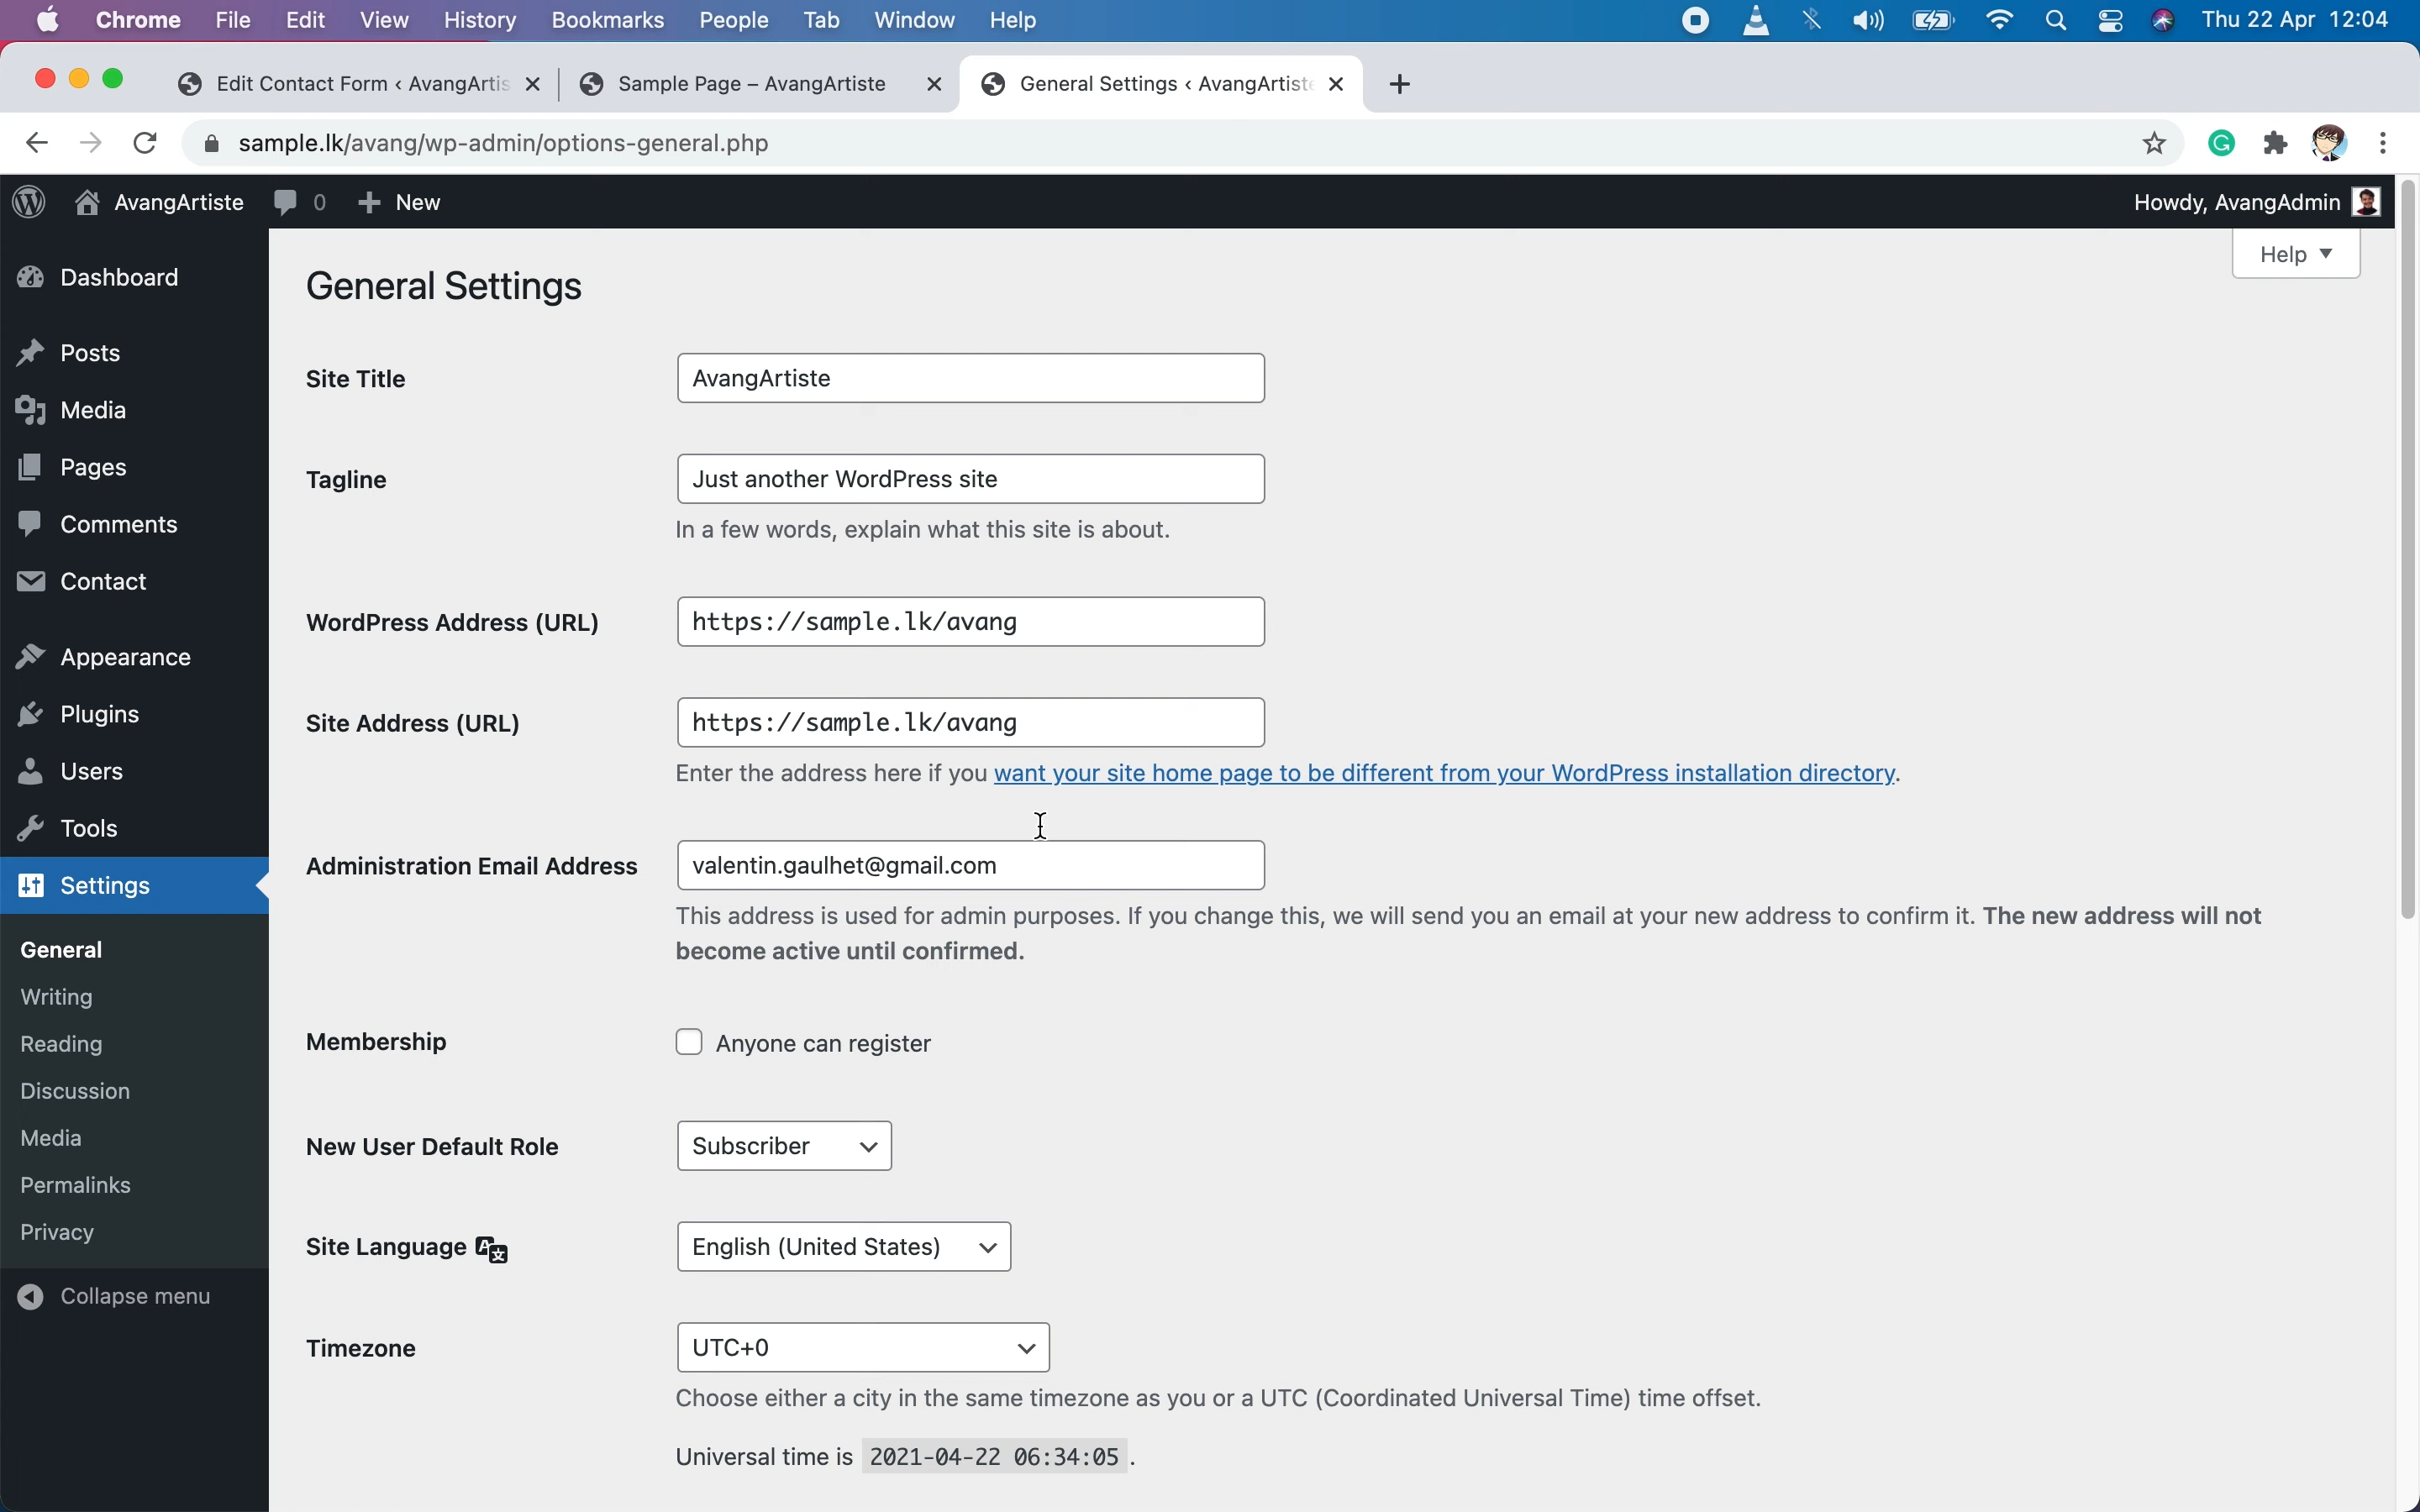 Chrome File Edit View History Bookmarks People Tab Window Help Thu 22 Apr 12:04
Edit Contact Form ‹ AvangArtis Sample Page – AvangArtiste General Settings ‹ AvangArtiste
sample.lk/avang/wp-admin/options-general.php
AvangArtiste 0 New Howdy, AvangAdmin
Help
Dashboard
Posts
Media
Pages
Comments
Contact
Appearance
Plugins
Users
Tools
Settings
General
Writing
Reading
Discussion
Media
Permalinks
Privacy
Collapse menu
General Settings
Site Title AvangArtiste
Tagline Just another WordPress site
In a few words, explain what this site is about.
WordPress Address (URL) https://sample.lk/avang
Site Address (URL) https://sample.lk/avang
Enter the address here if you want your site home page to be different from your WordPress installation directory.
Administration Email Address valentin.gaulhet@gmail.com
This address is used for admin purposes. If you change this, we will send you an email at your new address to confirm it. The new address will not
become active until confirmed.
Membership Anyone can register
New User Default Role Subscriber
Site Language English (United States)
Timezone UTC+0
Choose either a city in the same timezone as you or a UTC (Coordinated Universal Time) time offset.
Universal time is 2021-04-22 06:34:05 .